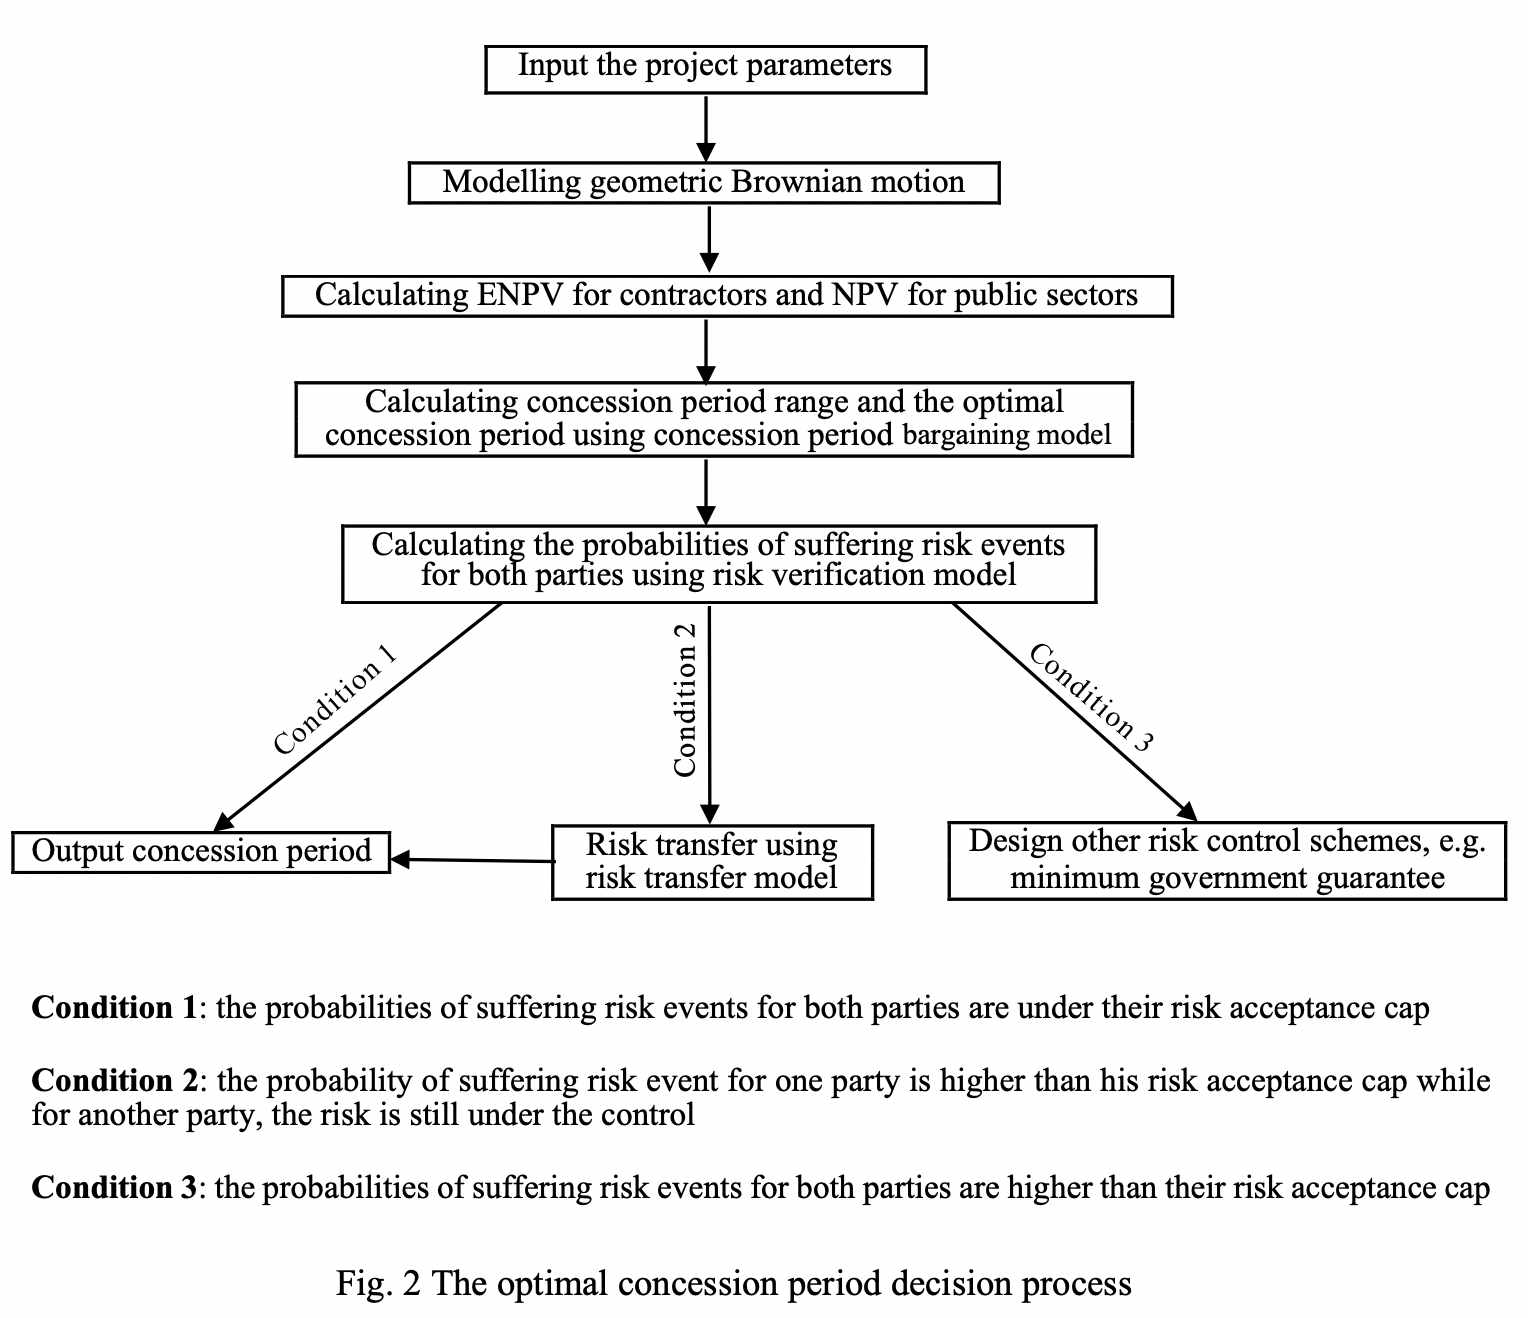 Input the project parameters
Modelling geometric Brownian motion
Calculating ENPV for contractors and NPV for public sectors
Calculating concession period range and the optimal
concession period using concession period bargaining model
Calculating the probabilities of suffering risk events
for both parties using risk verification model
Condition 1
Condition 2
Condition 3
Output concession period
Risk transfer using
risk transfer model
Design other risk control schemes, e.g.
minimum government guarantee
Condition 1: the probabilities of suffering risk events for both parties are under their risk acceptance cap
Condition 2: the probability of suffering risk event for one party is higher than his risk acceptance cap while
for another party, the risk is still under the control
Condition 3: the probabilities of suffering risk events for both parties are higher than their risk acceptance cap
Fig. 2 The optimal concession period decision process